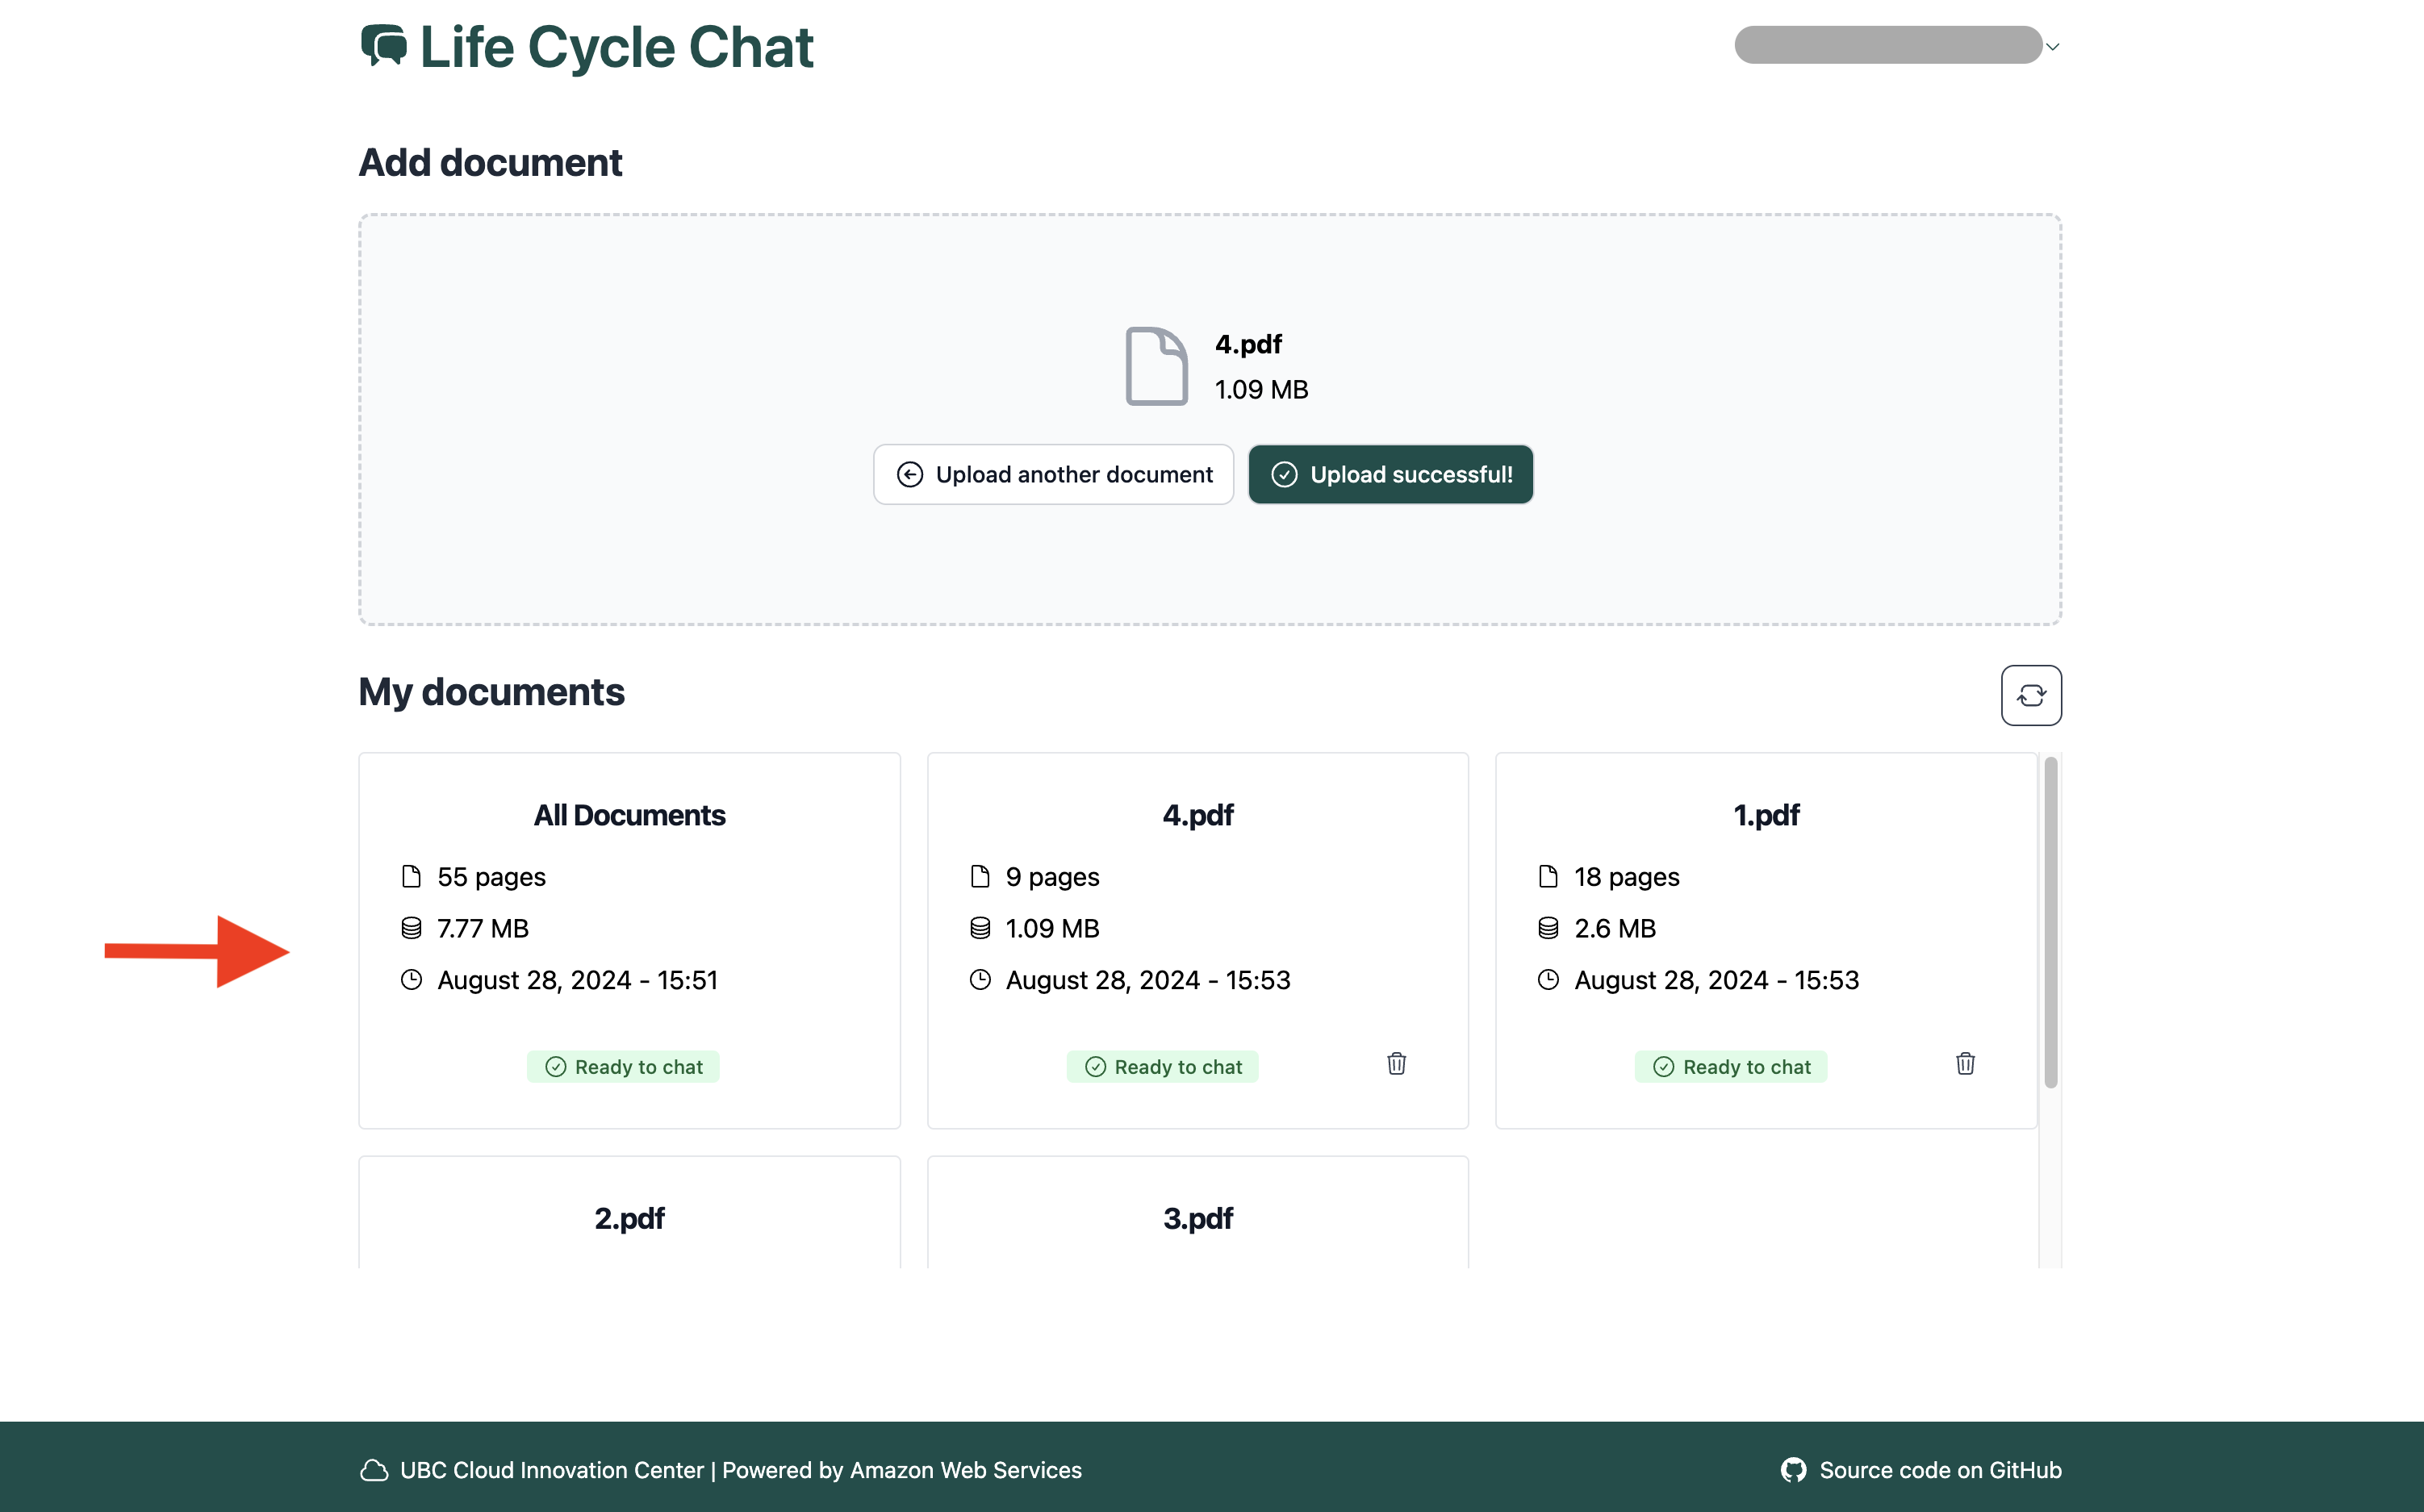 Life Cycle Chat
Add document
4.pdf
1.09 MB
Upload another document
Upload successful!
My documents
All Documents
55 pages
7.77 MB
August 28, 2024 - 15:51
Ready to chat
4.pdf
9 pages
1.09 MB
August 28, 2024 - 15:53
Ready to chat
1.pdf
18 pages
2.6 MB
August 28, 2024 - 15:53
Ready to chat
2.pdf
3.pdf
UBC Cloud Innovation Center | Powered by Amazon Web Services
Source code on GitHub